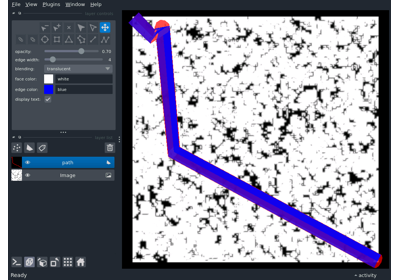 File View Plugins Window Help
opacity: 0.70
edge width: 4
blending: translucent
face color: white
edge color: blue
display text: ✓
path
Image
Ready
activity